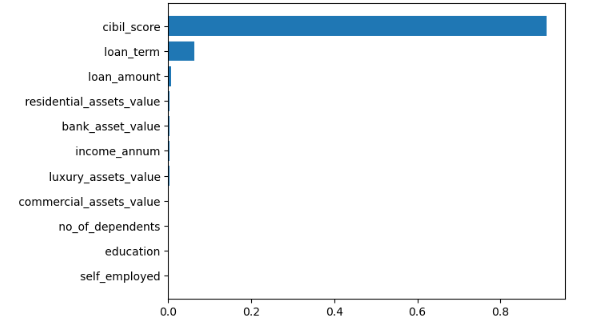 cibil_score
loan_term
loan_amount
residential_assets_value
bank_asset_value
income_annum
luxury_assets_value
commercial_assets_value
no_of_dependents
education
self_employed
0.0 0.2 0.4 0.6 0.8